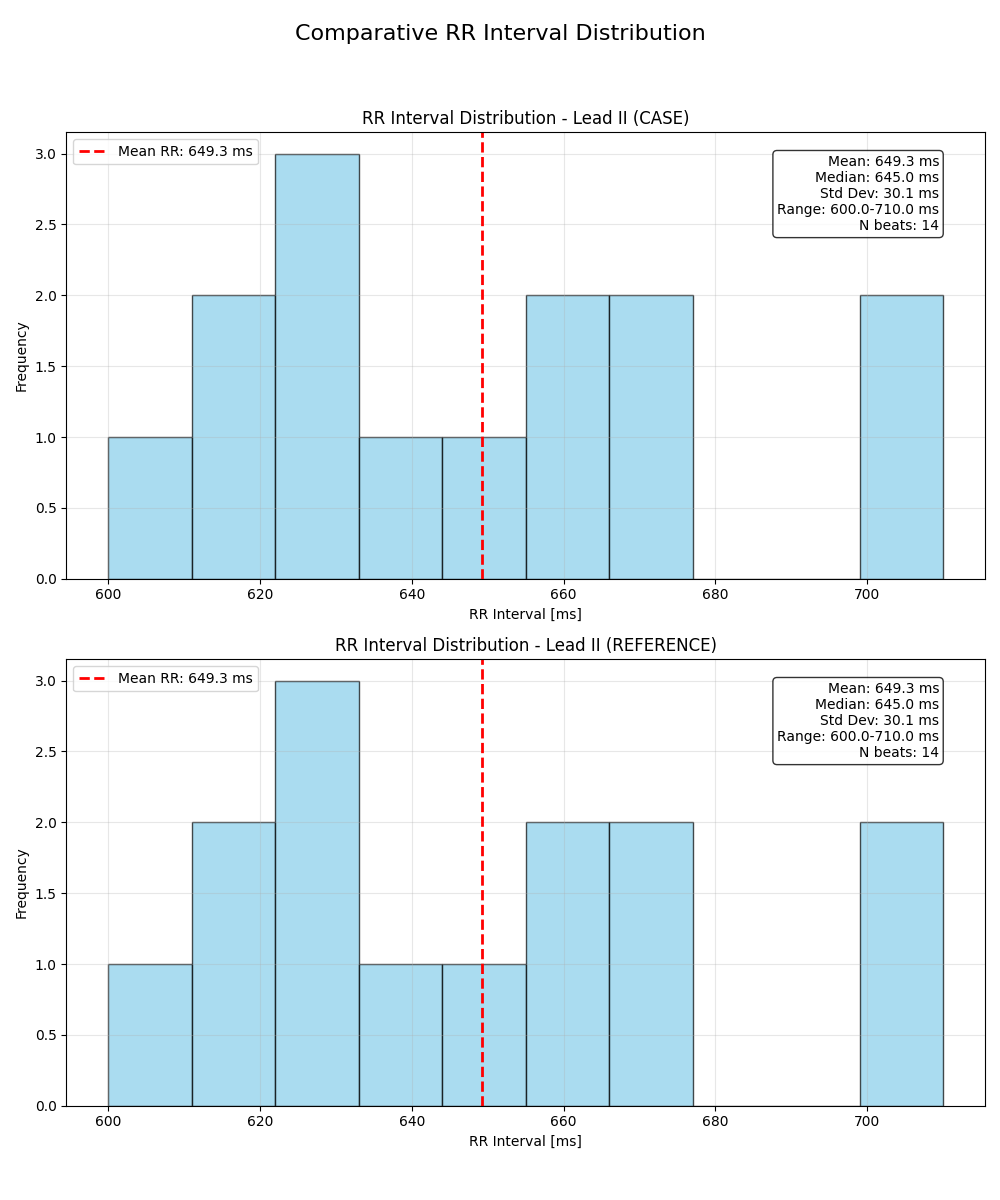 Comparative RR Interval Distribution
RR Interval Distribution - Lead II (CASE)
Mean RR: 649.3 ms
Mean: 649.3 ms
Median: 645.0 ms
Std Dev: 30.1 ms
Range: 600.0-710.0 ms
N beats: 14
Frequency
3.0
2.5
2.0
1.5
1.0
0.5
0.0
600 620 640 660 680 700
RR Interval [ms]
RR Interval Distribution - Lead II (REFERENCE)
Mean RR: 649.3 ms
Mean: 649.3 ms
Median: 645.0 ms
Std Dev: 30.1 ms
Range: 600.0-710.0 ms
N beats: 14
Frequency
3.0
2.5
2.0
1.5
1.0
0.5
0.0
600 620 640 660 680 700
RR Interval [ms]